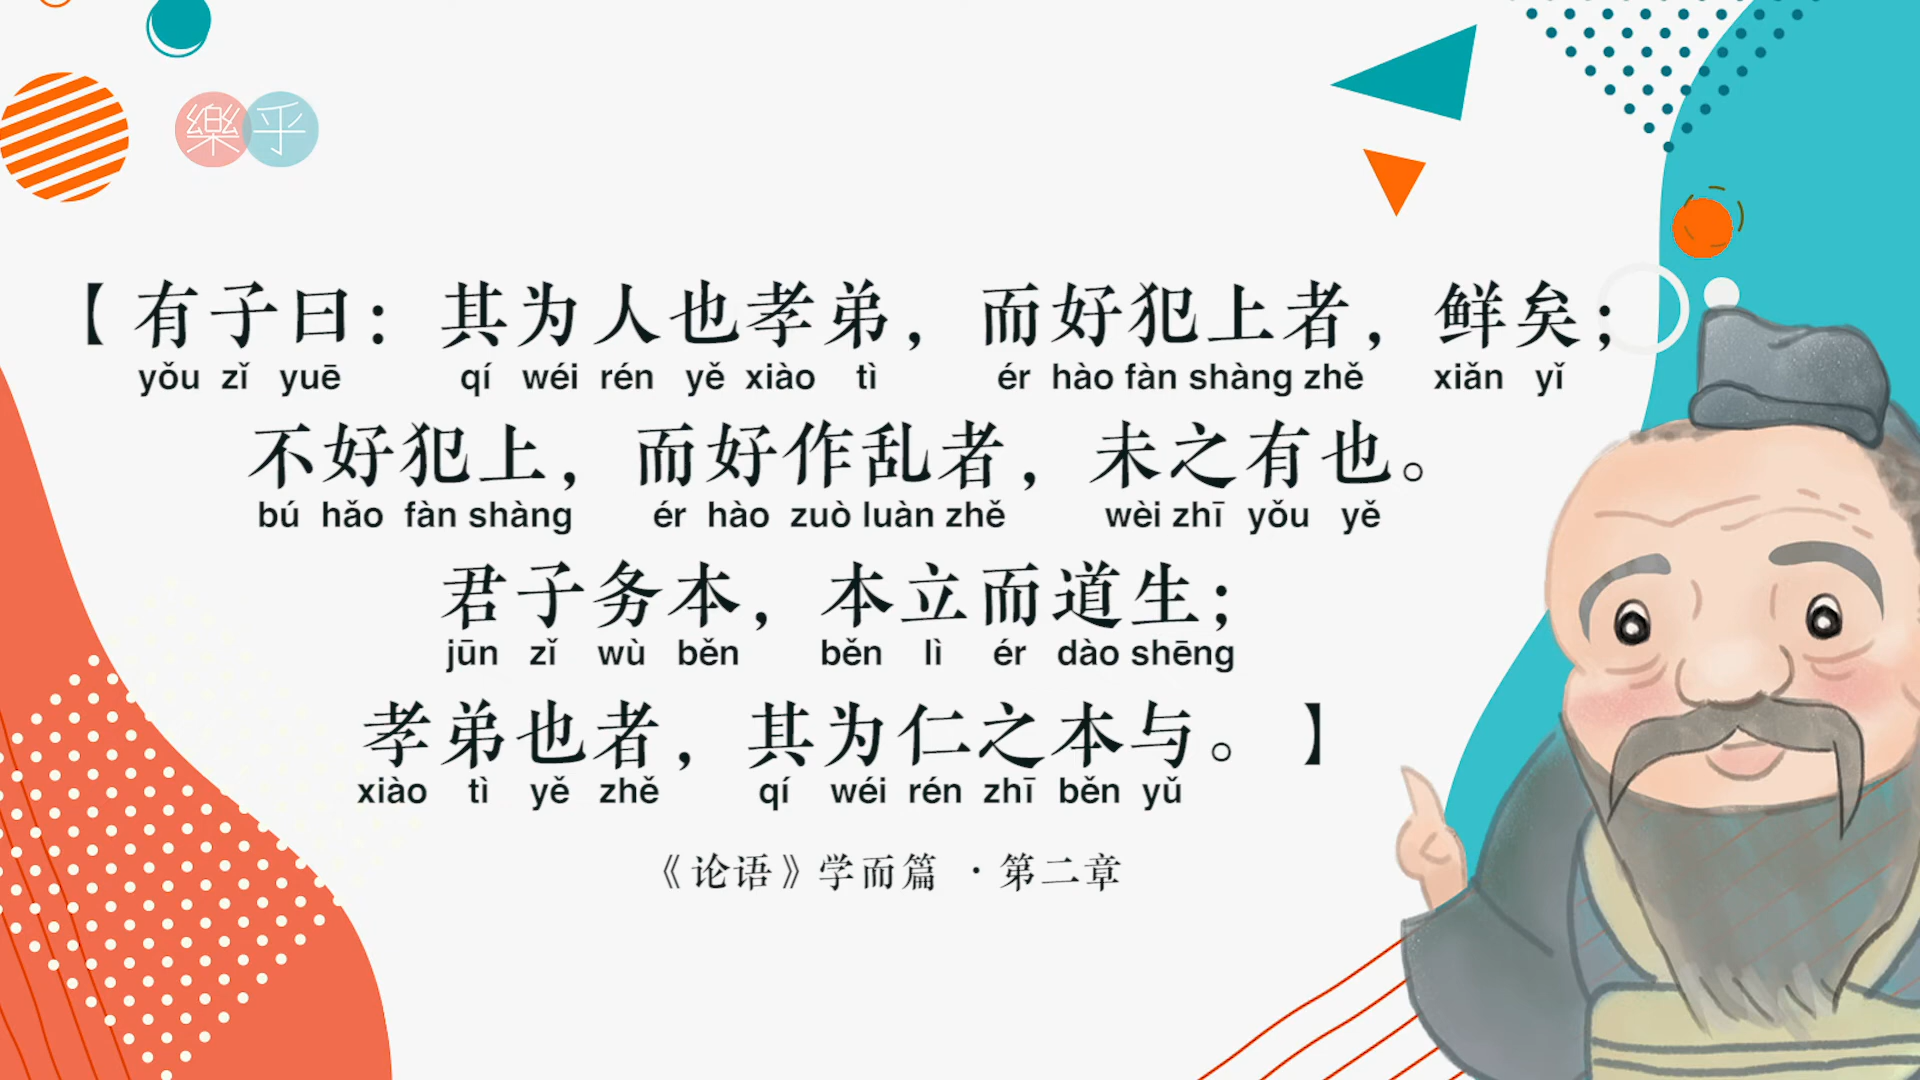 樂乎
【有子曰：其为人也孝弟，而好犯上者，鲜矣；
yǒu zǐ yuē qí wéi rén yě xiào tì ér hào fàn shàng zhě xiǎn yǐ
不好犯上，而好作乱者，未之有也。
bú hǎo fàn shàng ér hào zuò luàn zhě wèi zhī yǒu yě
君子务本，本立而道生；
jūn zǐ wù běn běn lì ér dào shēng
孝弟也者，其为仁之本与。】
xiào tì yě zhě qí wéi rén zhī běn yǔ
《论语》学而篇 · 第二章